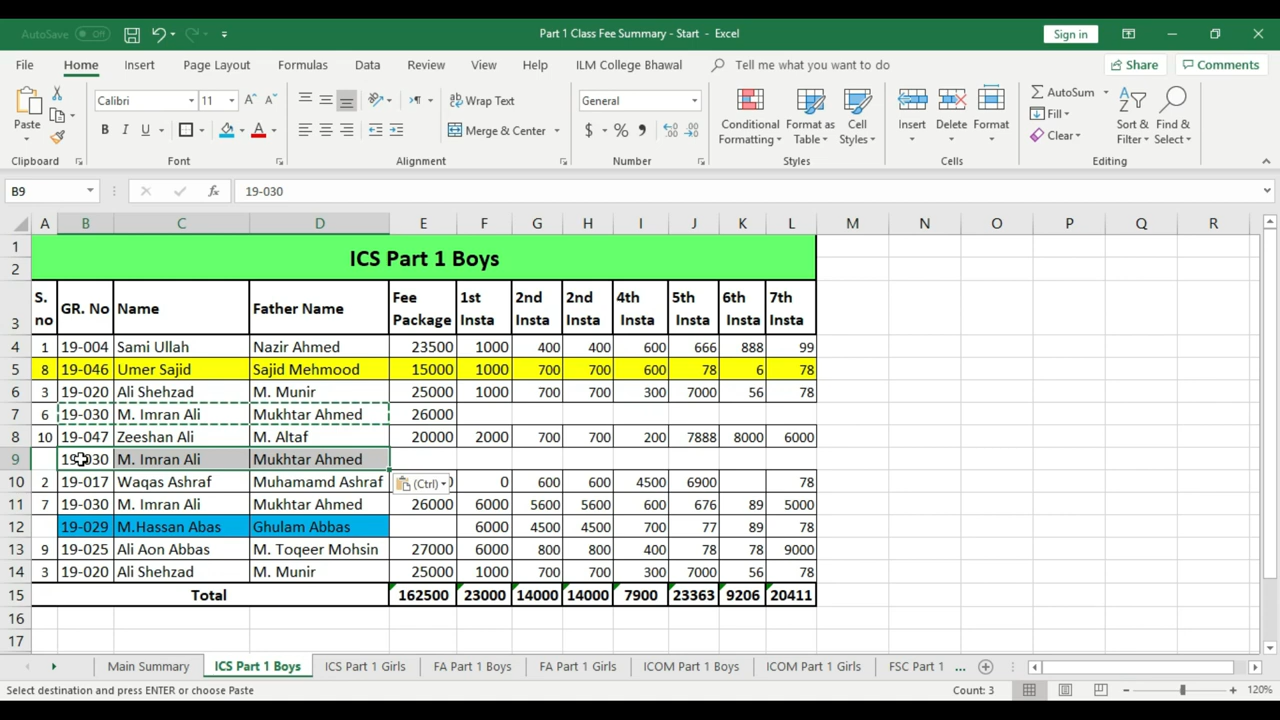 AutoSave Off Part 1 Class Fee Summary - Start - Excel Sign in
File Home Insert Page Layout Formulas Data Review View Help ILM College Bhawal Tell me what you want to do Share Comments
Paste Calibri 11 Wrap Text General Conditional Formatting Format as Table Cell Styles Insert Delete Format AutoSum Sort & Filter Find & Select
B I U Merge & Center $ % Fill
Clear
Clipboard Font Alignment Number Styles Cells Editing
B9 fx 19-030
A B C D E F G H I J K L M N O P Q R
1 ICS Part 1 Boys
2
3 S. no GR. No Name Father Name Fee Package 1st Insta 2nd Insta 2nd Insta 4th Insta 5th Insta 6th Insta 7th Insta
4 1 19-004 Sami Ullah Nazir Ahmed 23500 1000 400 400 600 666 888 99
5 8 19-046 Umer Sajid Sajid Mehmood 15000 1000 700 700 600 78 6 78
6 3 19-020 Ali Shehzad M. Munir 25000 1000 700 700 300 7000 56 78
7 6 19-030 M. Imran Ali Mukhtar Ahmed 26000
8 10 19-047 Zeeshan Ali M. Altaf 20000 2000 700 700 200 7888 8000 6000
9 19-030 M. Imran Ali Mukhtar Ahmed
10 2 19-017 Waqas Ashraf Muhamamd Ashraf (Ctrl) 0 600 600 4500 6900 78
11 7 19-030 M. Imran Ali Mukhtar Ahmed 26000 6000 5600 5600 600 676 89 5000
12 19-029 M.Hassan Abas Ghulam Abbas 6000 4500 4500 700 77 89 78
13 9 19-025 Ali Aon Abbas M. Toqeer Mohsin 27000 6000 800 800 400 78 78 9000
14 3 19-020 Ali Shehzad M. Munir 25000 1000 700 700 300 7000 56 78
15 Total 162500 23000 14000 14000 7900 23363 9206 20411
16
17
Main Summary ICS Part 1 Boys ICS Part 1 Girls FA Part 1 Boys FA Part 1 Girls ICOM Part 1 Boys ICOM Part 1 Girls FSC Part 1 ...
Select destination and press ENTER or choose Paste Count: 3 120%